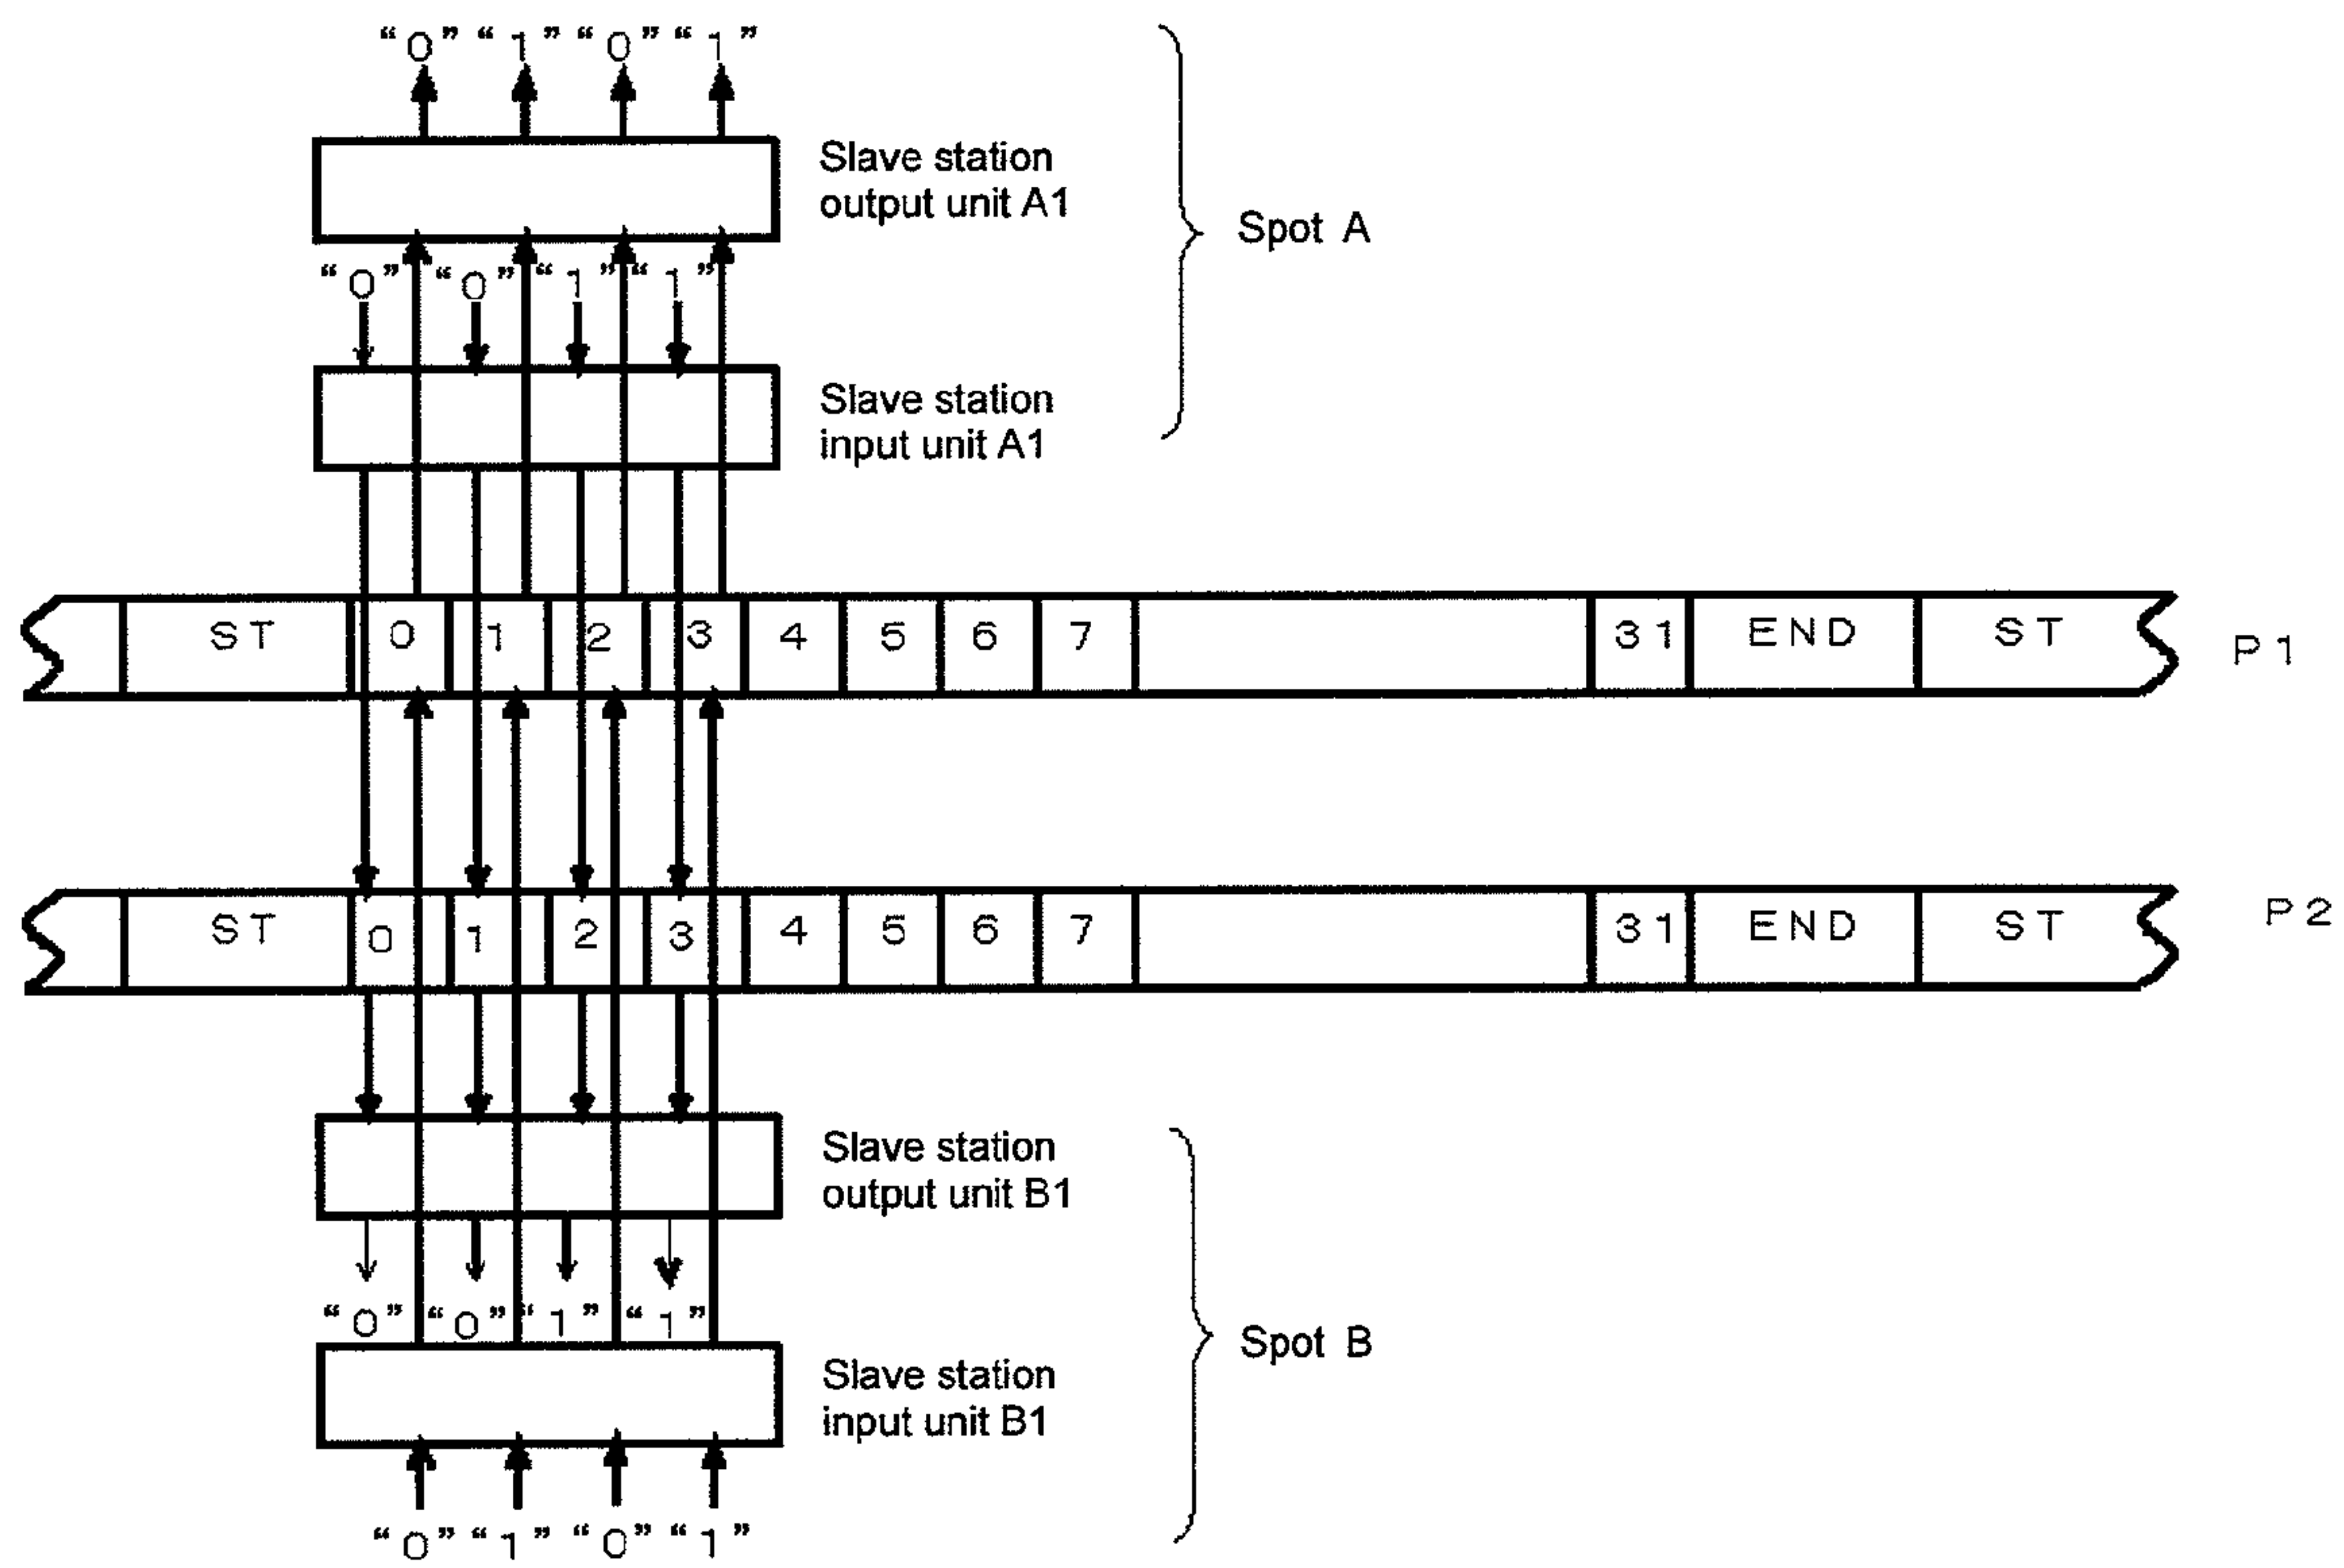 “0” “1” “0” “1”
Slave station
output unit A1
Spot A
“0” “0” “1” “1”
Slave station
input unit A1
ST 0 1 2 3 4 5 6 7 31 END ST P1
ST 0 1 2 3 4 5 6 7 31 END ST P2
Slave station
output unit B1
“0” “0” “1” “1”
Spot B
Slave station
input unit B1
“0” “1” “0” “1”